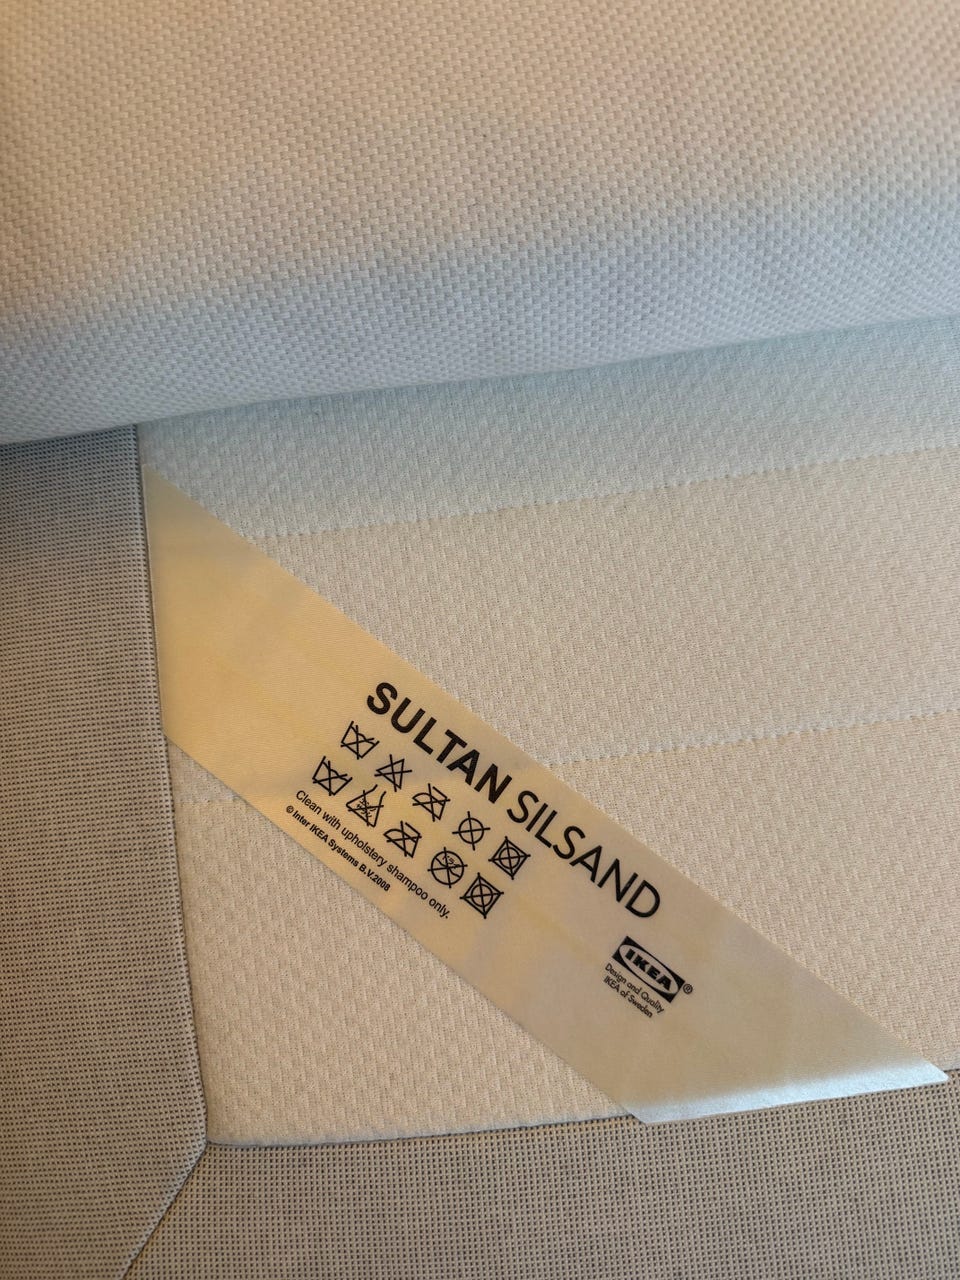 SULTAN SILSAND
Clean with upholstery shampoo only.
© Inter IKEA Systems B.V.2008
IKEA®
Design and Quality
IKEA of Sweden